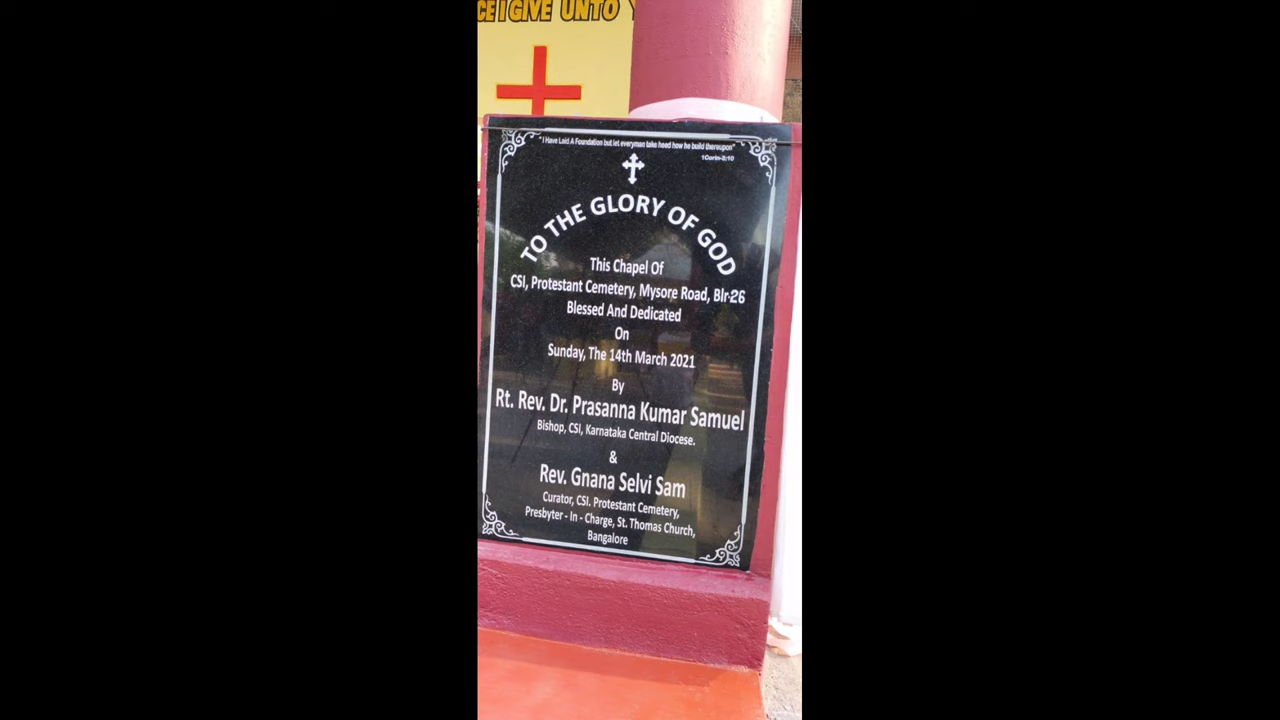 CE I GIVE UNTO
"I Have Laid A Foundation but let everyman take heed how he build thereupon"
1Corin-3:10
TO THE GLORY OF GOD
This Chapel Of
CSI, Protestant Cemetery, Mysore Road, Blr-26
Blessed And Dedicated
On
Sunday, The 14th March 2021
By
Rt. Rev. Dr. Prasanna Kumar Samuel
Bishop, CSI, Karnataka Central Diocese.
&
Rev. Gnana Selvi Sam
Curator, CSI. Protestant Cemetery,
Presbyter - In - Charge, St. Thomas Church,
Bangalore